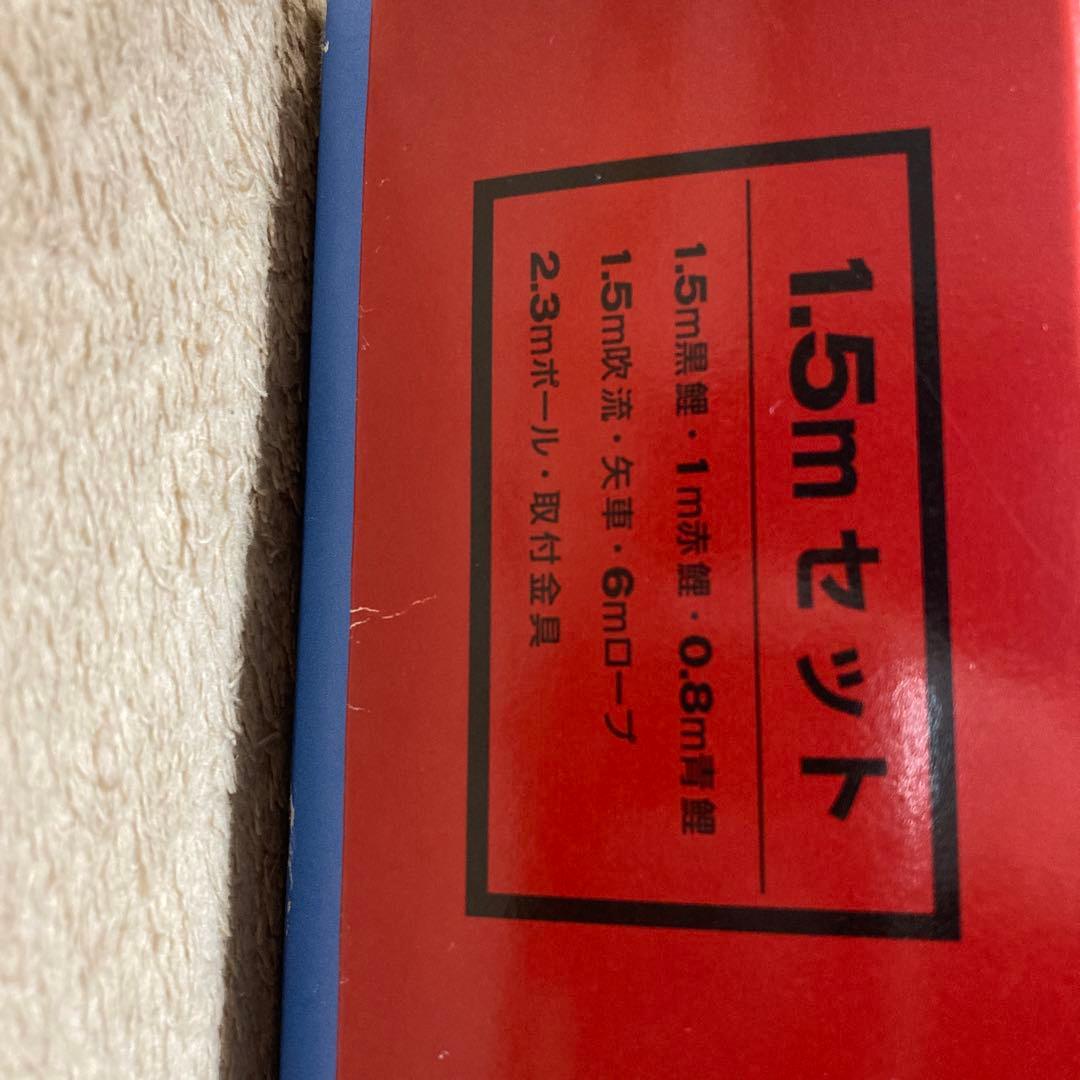 1.5mセット
1.5m黒鯉・1m赤鯉・0.8m青鯉
1.5m吹流・矢車・6mロープ
2.3mポール・取付金具